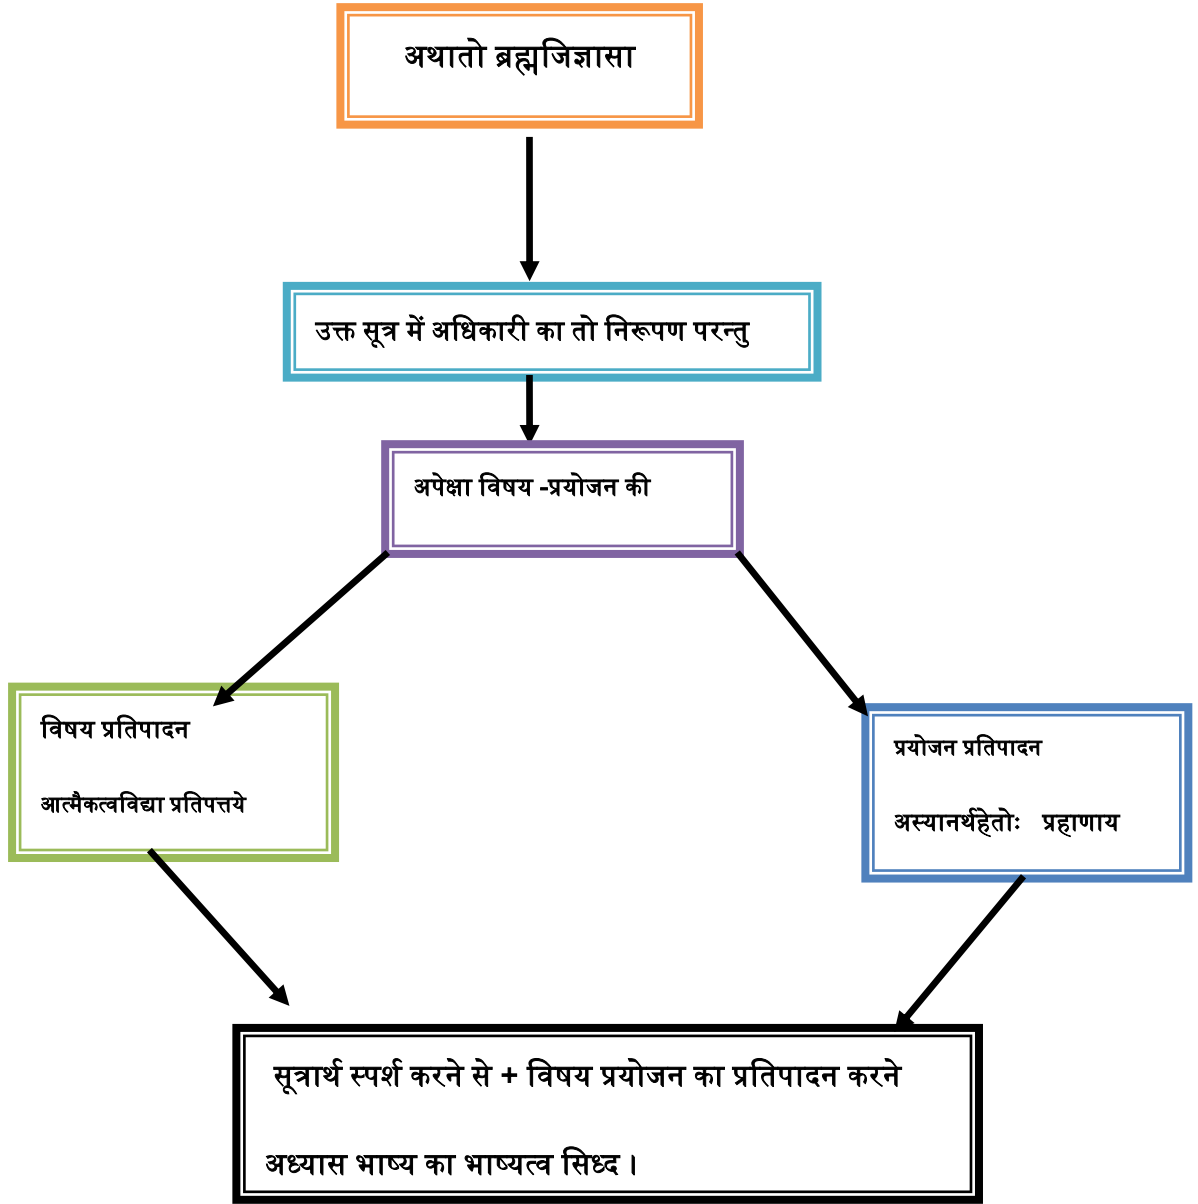 अथातो ब्रह्मजिज्ञासा
उक्त सूत्र में अधिकारी का तो निरूपण परन्तु
अपेक्षा विषय -प्रयोजन की
विषय प्रतिपादन
आत्मैकत्वविद्या प्रतिपत्तये
प्रयोजन प्रतिपादन
अस्यानर्थहेतोः प्रहाणाय
सूत्रार्थ स्पर्श करने से + विषय प्रयोजन का प्रतिपादन करने
अध्यास भाष्य का भाष्यत्व सिध्द ।